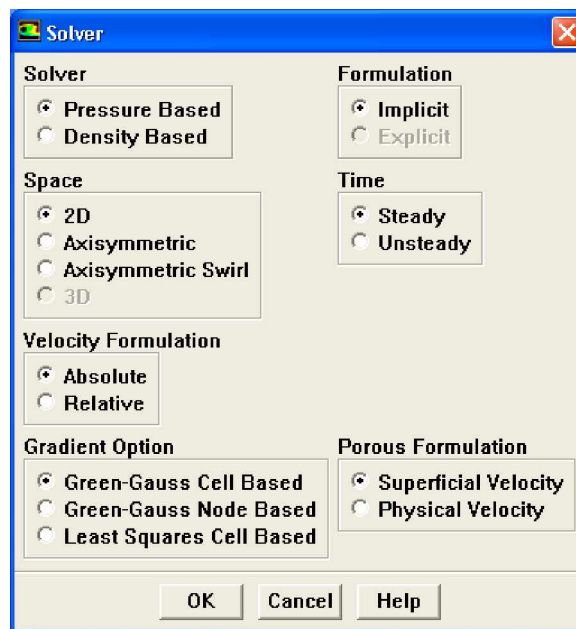 Solver
Solver
Pressure Based
Density Based
Formulation
Implicit
Explicit
Space
2D
Axisymmetric
Axisymmetric Swirl
3D
Time
Steady
Unsteady
Velocity Formulation
Absolute
Relative
Gradient Option
Green-Gauss Cell Based
Green-Gauss Node Based
Least Squares Cell Based
Porous Formulation
Superficial Velocity
Physical Velocity
OK
Cancel
Help